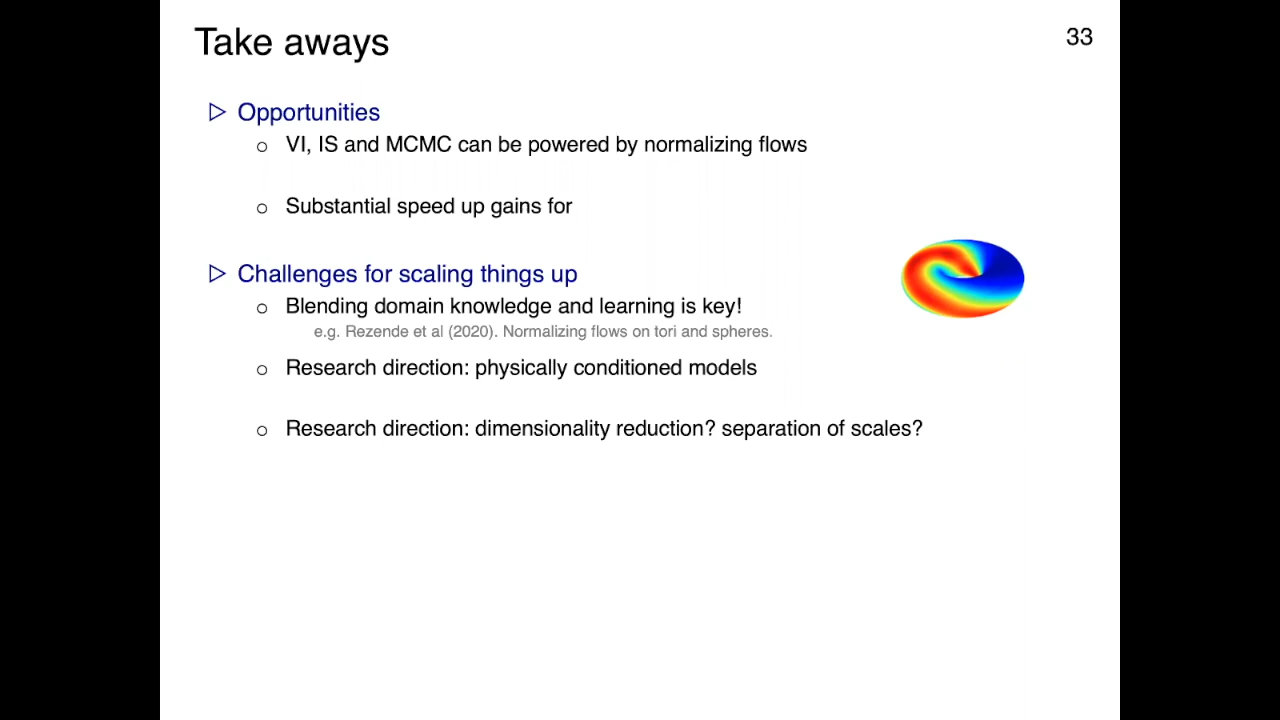 Take aways
33
▷ Opportunities
○ VI, IS and MCMC can be powered by normalizing flows
○ Substantial speed up gains for
▷ Challenges for scaling things up
○ Blending domain knowledge and learning is key!
e.g. Rezende et al (2020). Normalizing flows on tori and spheres.
○ Research direction: physically conditioned models
○ Research direction: dimensionality reduction? separation of scales?